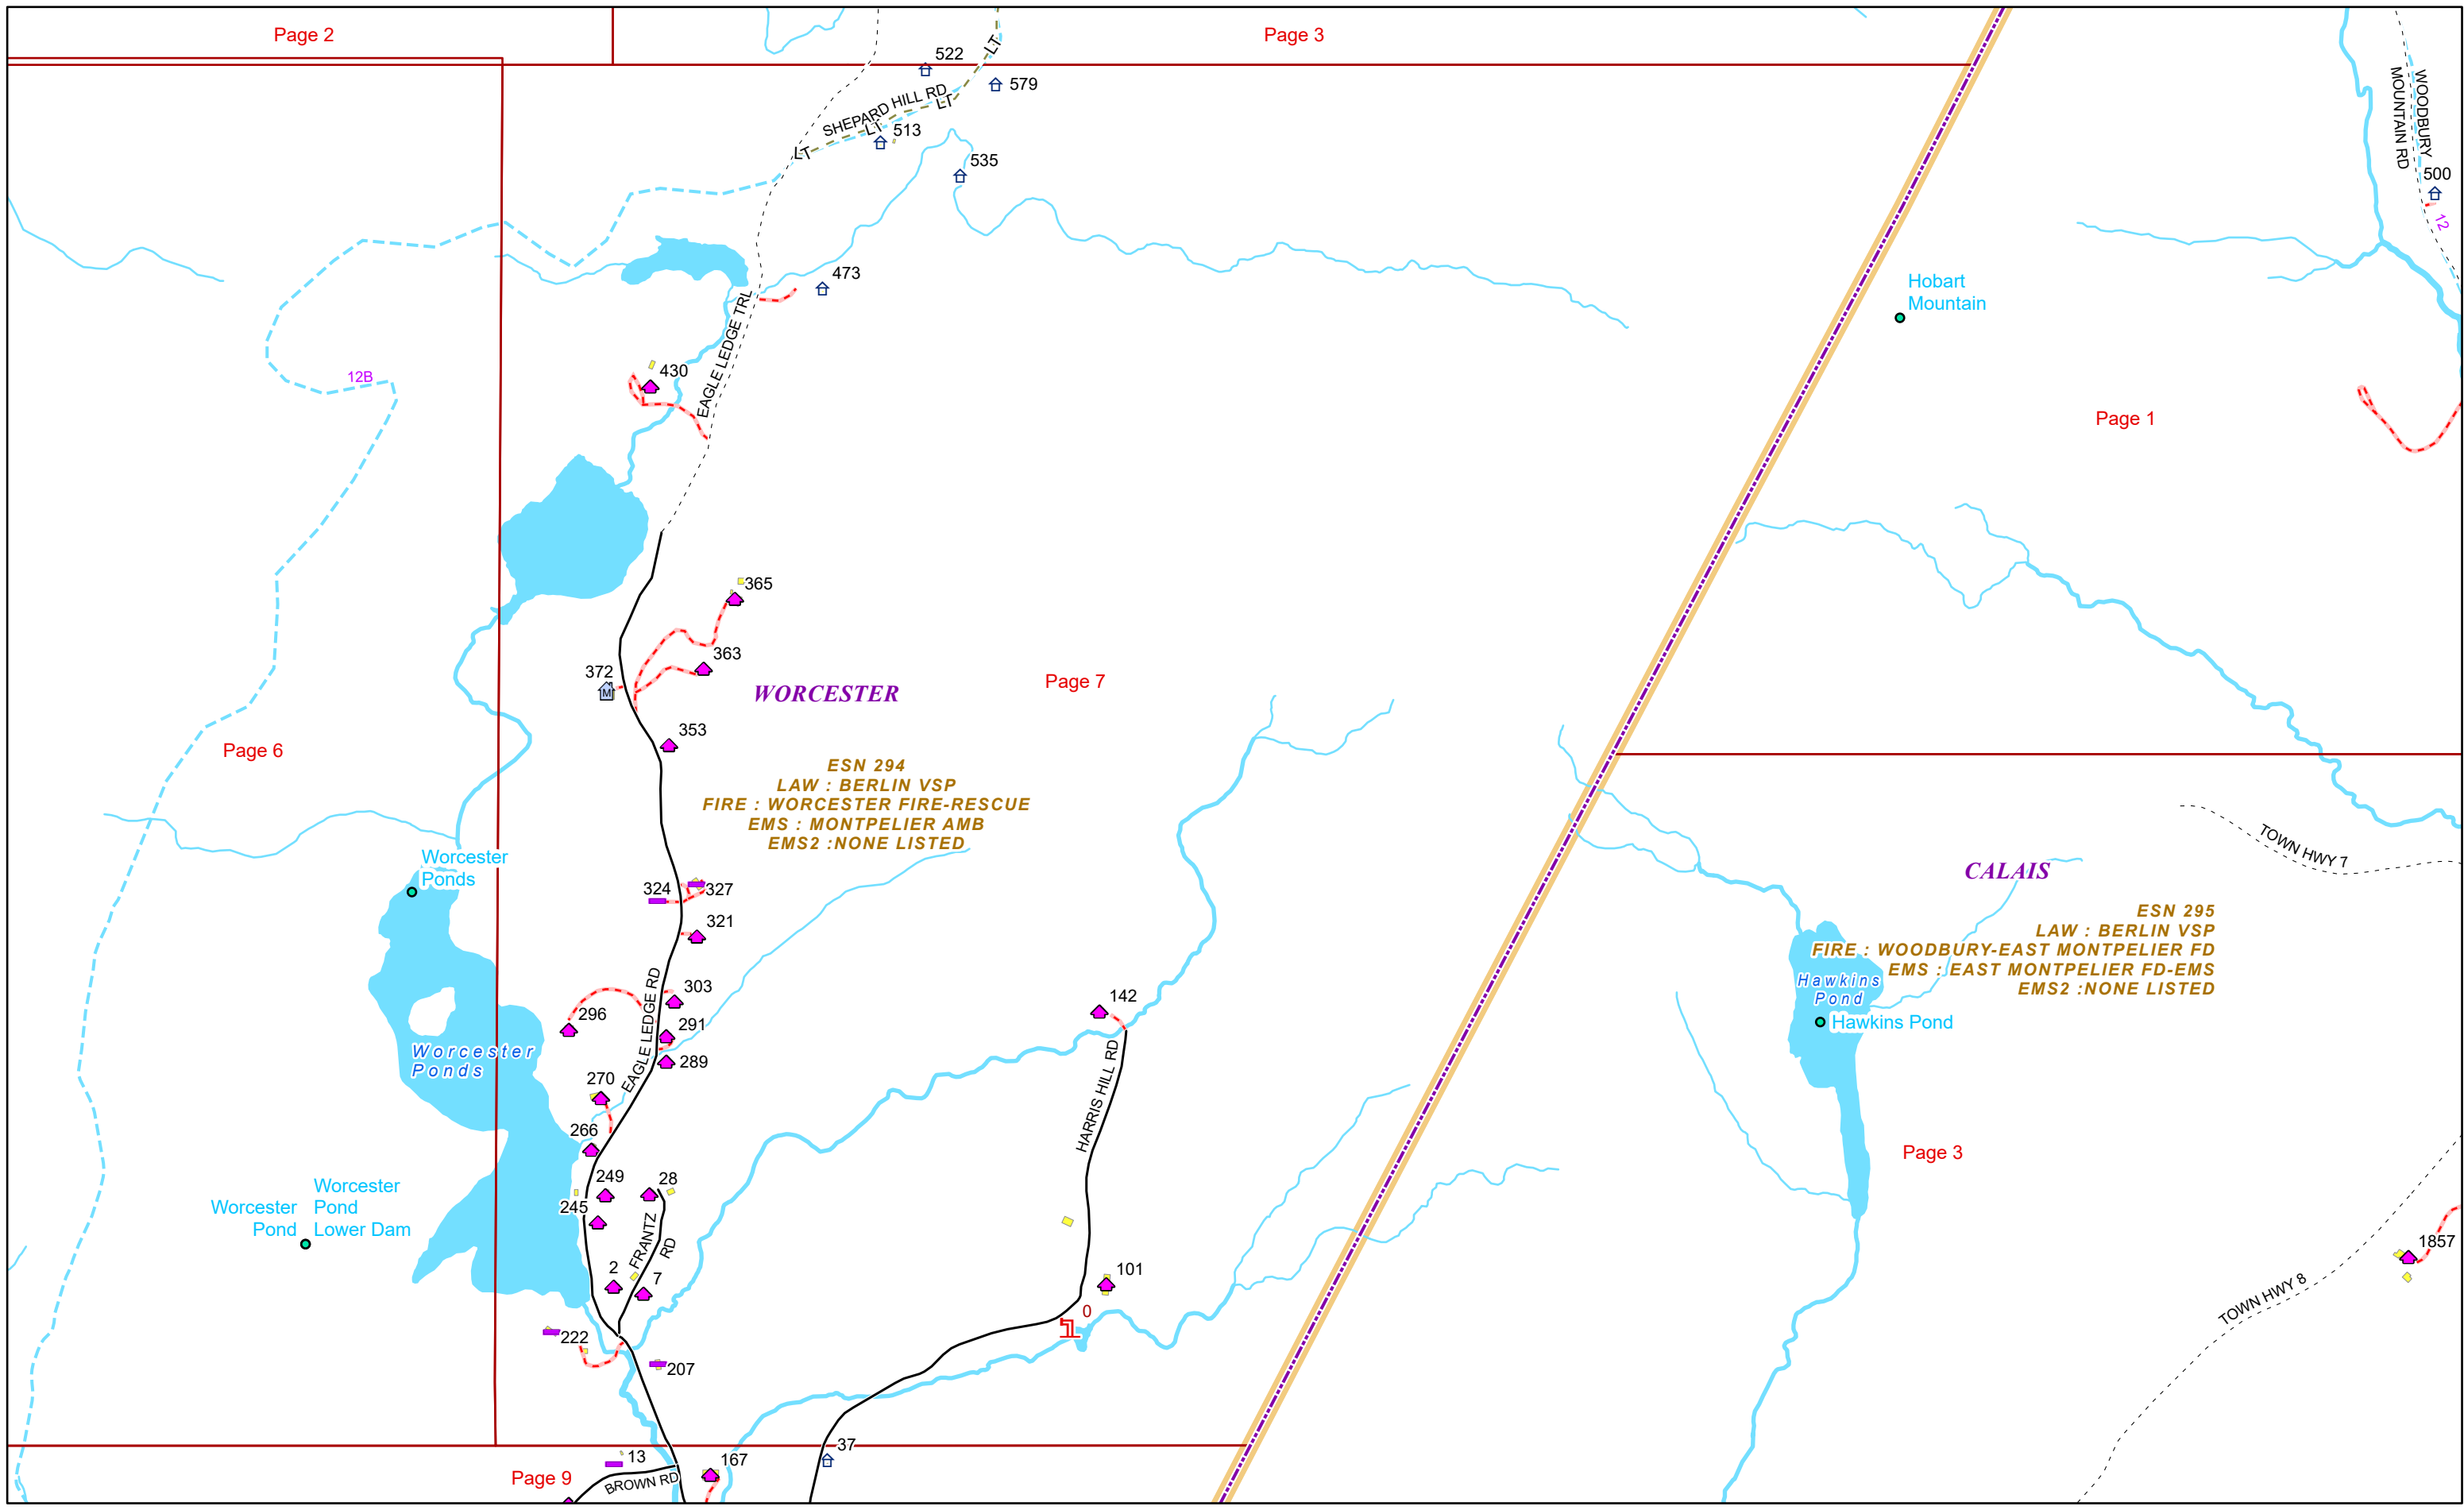 Page 2
Page 3
522
LT
579
SHEPARD HILL RD
LT
LT
513
LT
535
WOODBURY
MOUNTAIN RD
500
12
473
Hobart
Mountain
EAGLE LEDGE TRL
430
12B
Page 1
365
363
372
WORCESTER
Page 7
353
Page 6
ESN 294
LAW : BERLIN VSP
FIRE : WORCESTER FIRE-RESCUE
EMS : MONTPELIER AMB
EMS2 :NONE LISTED
TOWN HWY 7
Worcester
Ponds
CALAIS
324
327
321
ESN 295
LAW : BERLIN VSP
FIRE : WOODBURY-EAST MONTPELIER FD
EMS : EAST MONTPELIER FD-EMS
EMS2 :NONE LISTED
Hawkins
Pond
Hawkins Pond
303
296
291
142
EAGLE LEDGE RD
Worcester
Ponds
289
270
HARRIS HILL RD
266
Page 3
249
28
245
Worcester
Pond
Worcester
Pond
Lower Dam
FRANTZ
RD
2
7
101
1857
0
TOWN HWY 8
M
222
207
37
13
167
Page 9
BROWN RD